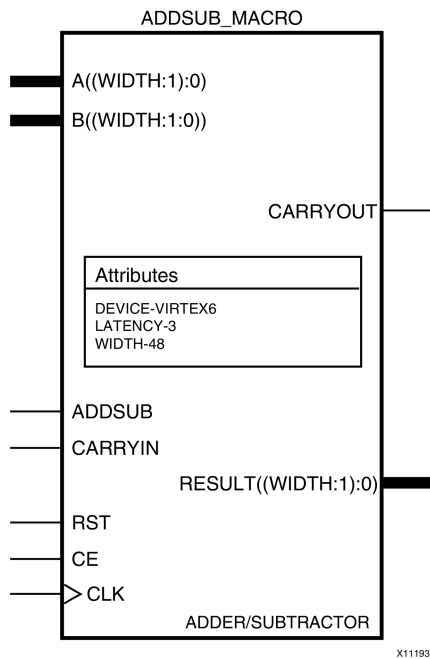 ADDSUB_MACRO
A((WIDTH:1):0)
B((WIDTH:1:0))
CARRYOUT
Attributes
DEVICE-VIRTEX6
LATENCY-3
WIDTH-48
ADDSUB
CARRYIN
RESULT((WIDTH:1):0)
RST
CE
CLK
ADDER/SUBTRACTOR
X11193